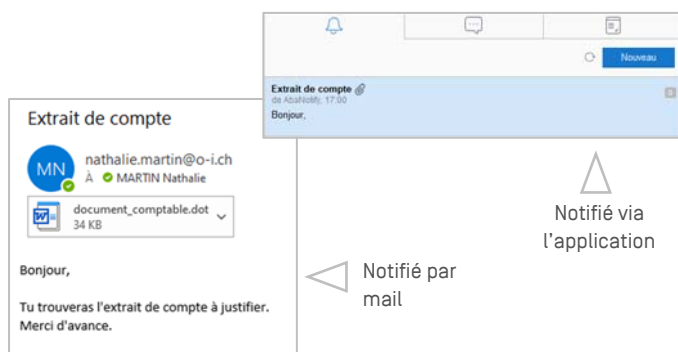 Nouveau
Extrait de compte
de AbaNotify, 17:00
Bonjour,
Extrait de compte
MN
nathalie.martin@o-i.ch
À MARTIN Nathalie
document_comptable.dot
34 KB
Bonjour,
Tu trouveras l'extrait de compte à justifier.
Merci d'avance.
Notifié par
mail
Notifié via
l'application